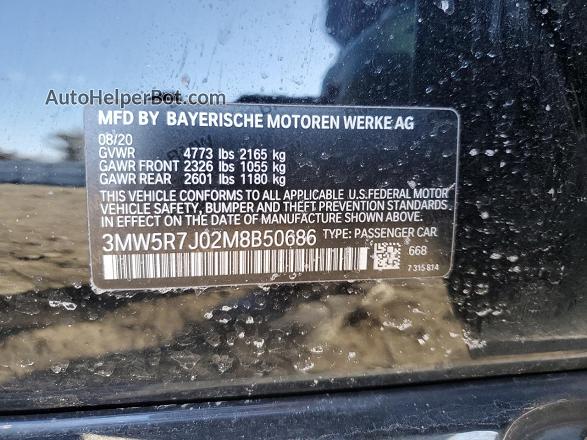 AutoHelperBot.com
MFD BY BAYERISCHE MOTOREN WERKE AG
08/20
GVWR 4773 lbs 2165 kg
GAWR FRONT 2326 lbs 1055 kg
GAWR REAR 2601 lbs 1180 kg
THIS VEHICLE CONFORMS TO ALL APPLICABLE U.S.FEDERAL MOTOR
VEHICLE SAFETY, BUMPER AND THEFT PREVENTION STANDARDS
IN EFFECT ON THE DATE OF MANUFACTURE SHOWN ABOVE.
3MW5R7J02M8B50686 TYPE: PASSENGER CAR
668
7 315 814